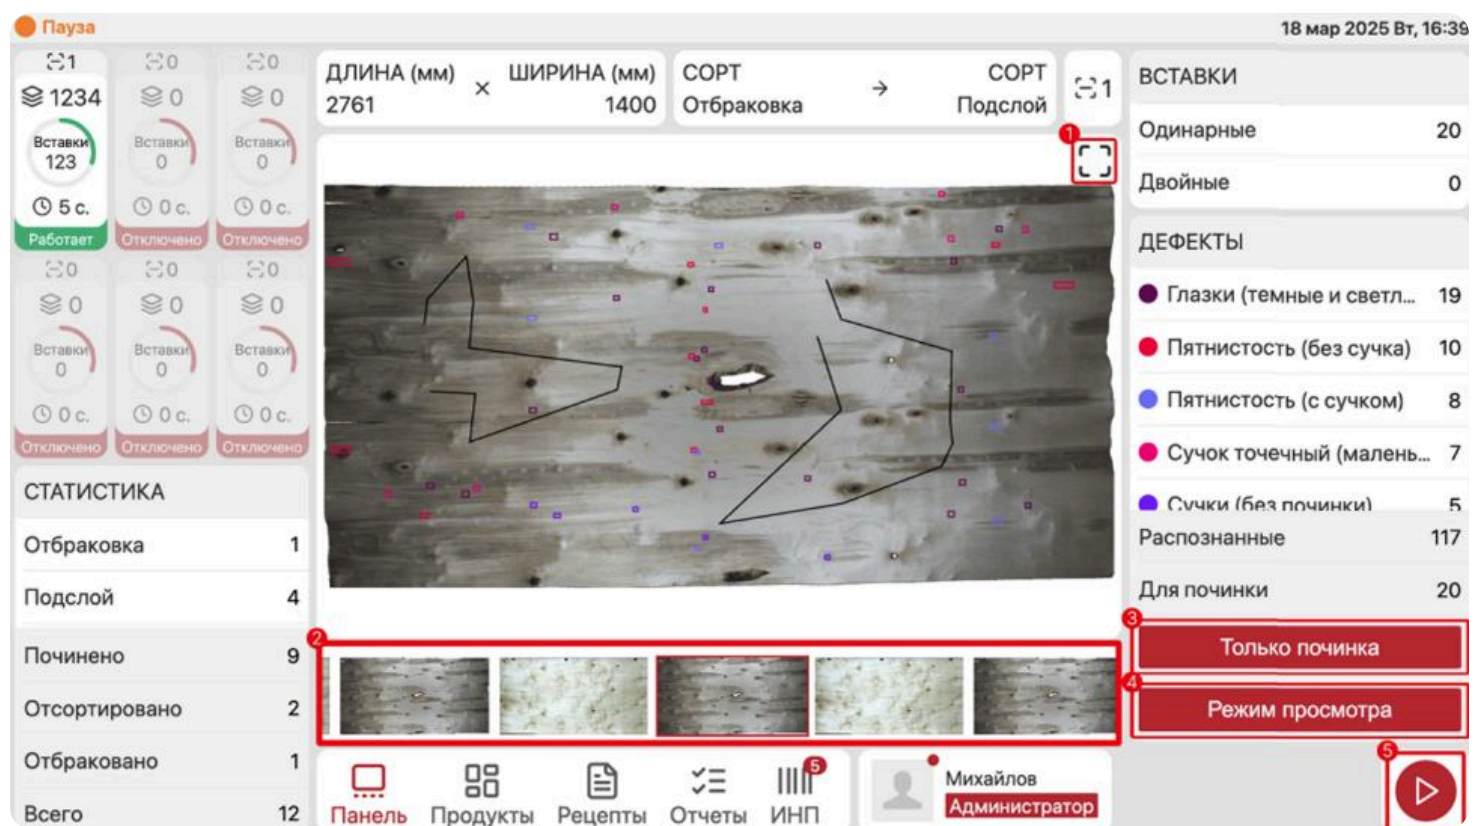 Пауза
18 мар 2025 Вт, 16:39
1
1234
Вставки
123
5 с.
Работает
0
0
Вставки
0
0 с.
Отключено
0
0
Вставки
0
0 с.
Отключено
0
0
Вставки
0
0 с.
Отключено
0
0
Вставки
0
0 с.
Отключено
0
0
Вставки
0
0 с.
Отключено
СТАТИСТИКА
Отбраковка 1
Подслой 4
Починено 9
Отсортировано 2
Отбраковано 1
Всего 12
ДЛИНА (мм) × ШИРИНА (мм)
2761 1400
СОРТ → СОРТ
Отбраковка Подслой
1
1
2
Панель
Продукты
Рецепты
Отчеты
5
ИНП
Михайлов
Администратор
ВСТАВКИ
Одинарные 20
Двойные 0
ДЕФЕКТЫ
Глазки (темные и светл... 19
Пятнистость (без сучка) 10
Пятнистость (с сучком) 8
Сучок точечный (малень... 7
Сучки (без починки) 5
Распознанные 117
Для починки 20
3
Только починка
4
Режим просмотра
5